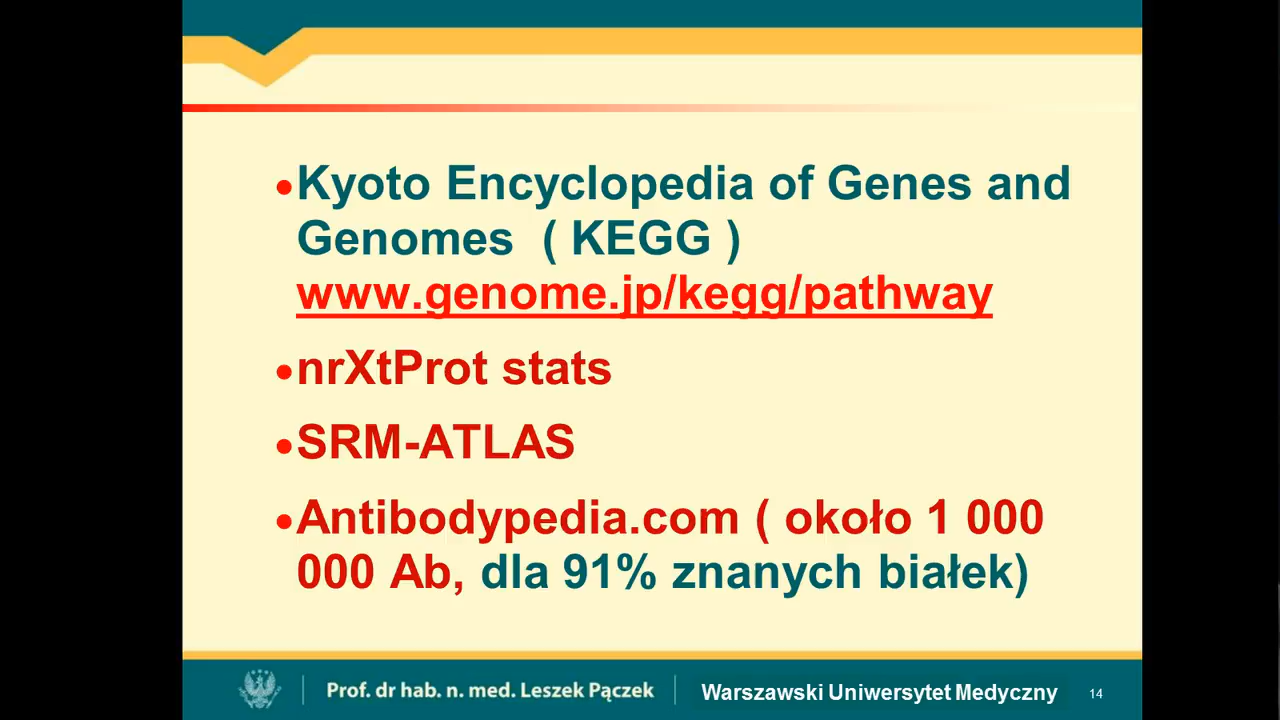 •Kyoto Encyclopedia of Genes and
Genomes ( KEGG )
www.genome.jp/kegg/pathway
•nrXtProt stats
•SRM-ATLAS
•Antibodypedia.com ( około 1 000
000 Ab, dla 91% znanych białek)
Prof. dr hab. n. med. Leszek Pączek Warszawski Uniwersytet Medyczny 14